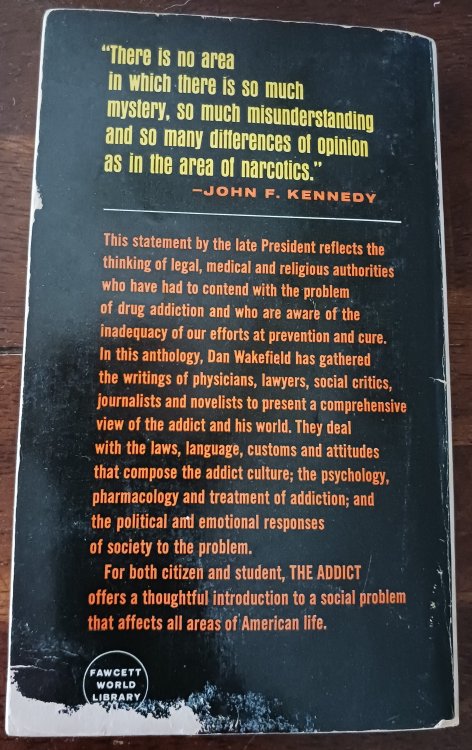 “There is no area
in which there is so much
mystery, so much misunderstanding
and so many differences of opinion
as in the area of narcotics.”
—JOHN F. KENNEDY
This statement by the late President reflects the
thinking of legal, medical and religious authorities
who have had to contend with the problem
of drug addiction and who are aware of the
inadequacy of our efforts at prevention and cure.
In this anthology, Dan Wakefield has gathered
the writings of physicians, lawyers, social critics,
journalists and novelists to present a comprehensive
view of the addict and his world. They deal
with the laws, language, customs and attitudes
that compose the addict culture; the psychology,
pharmacology and treatment of addiction; and
the political and emotional responses
of society to the problem.
For both citizen and student, THE ADDICT
offers a thoughtful introduction to a social problem
that affects all areas of American life.
FAWCETT
WORLD
LIBRARY